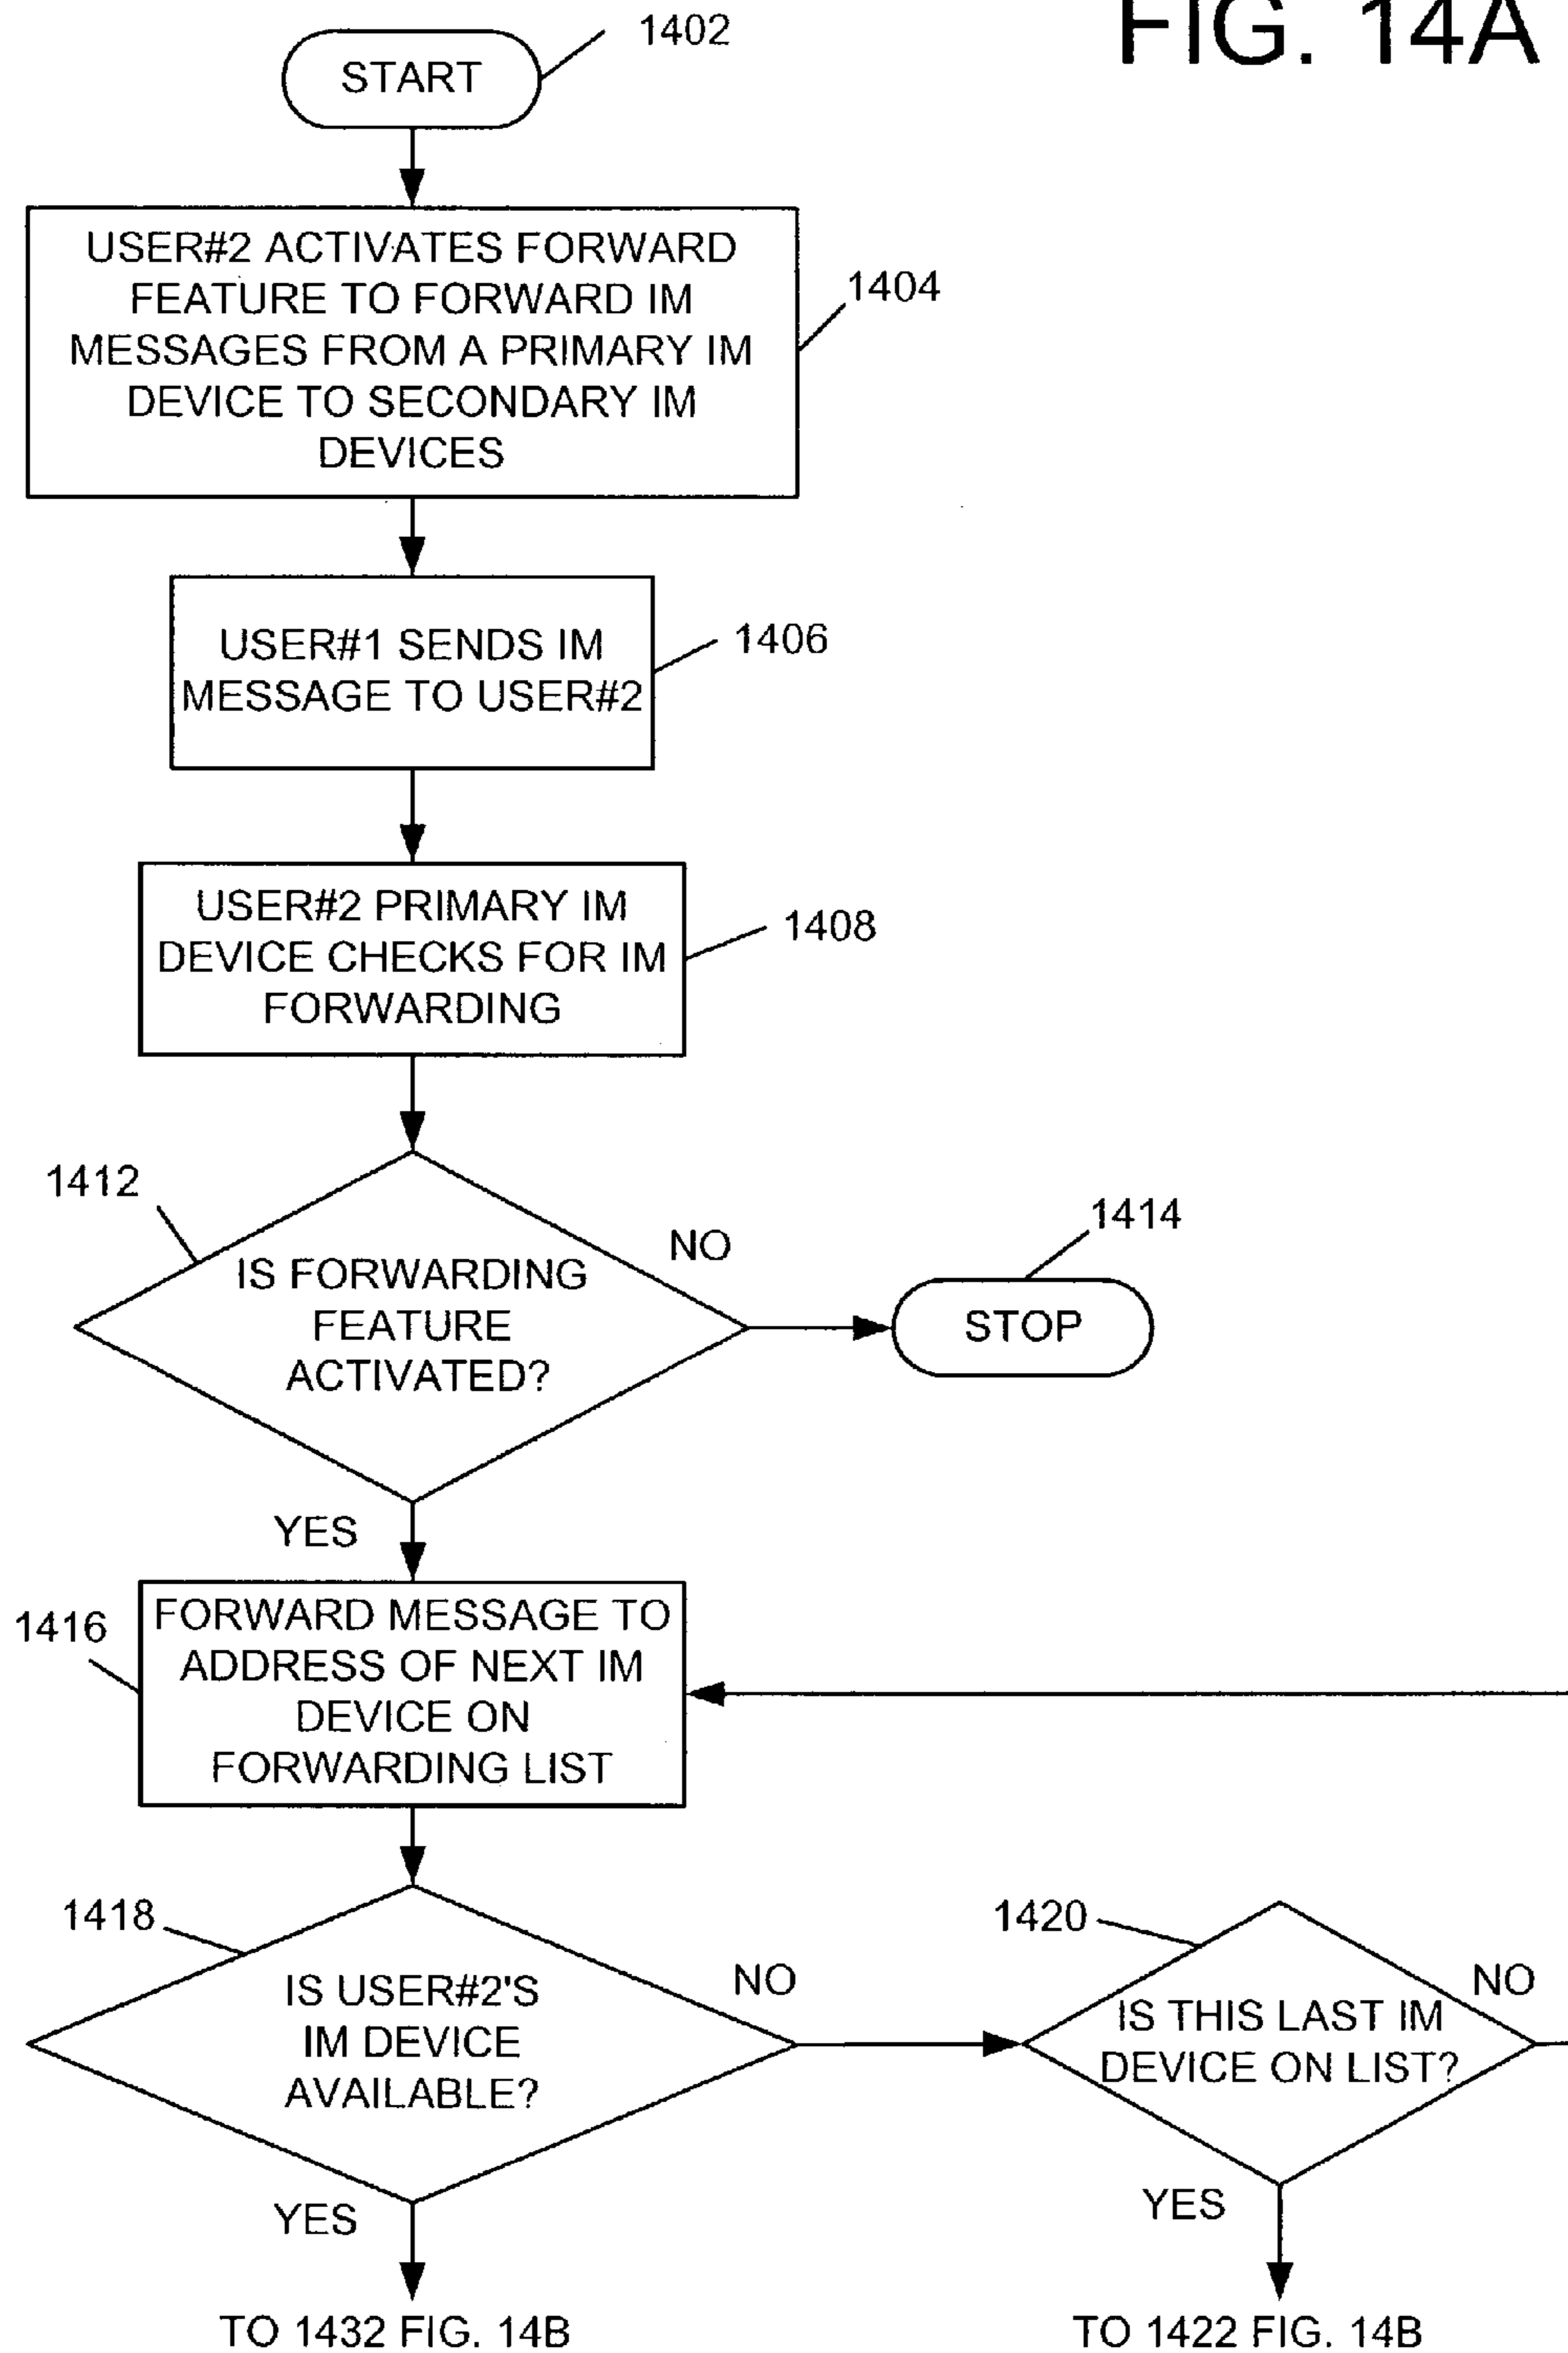 FIG. 14A
1402
START
USER#2 ACTIVATES FORWARD
FEATURE TO FORWARD IM
MESSAGES FROM A PRIMARY IM
DEVICE TO SECONDARY IM
DEVICES
1404
USER#1 SENDS IM
MESSAGE TO USER#2
1406
USER#2 PRIMARY IM
DEVICE CHECKS FOR IM
FORWARDING
1408
1412
IS FORWARDING
FEATURE
ACTIVATED?
NO
1414
STOP
YES
1416
FORWARD MESSAGE TO
ADDRESS OF NEXT IM
DEVICE ON
FORWARDING LIST
1418
IS USER#2'S
IM DEVICE
AVAILABLE?
NO
1420
IS THIS LAST IM
DEVICE ON LIST?
NO
YES
YES
TO 1432 FIG. 14B
TO 1422 FIG. 14B